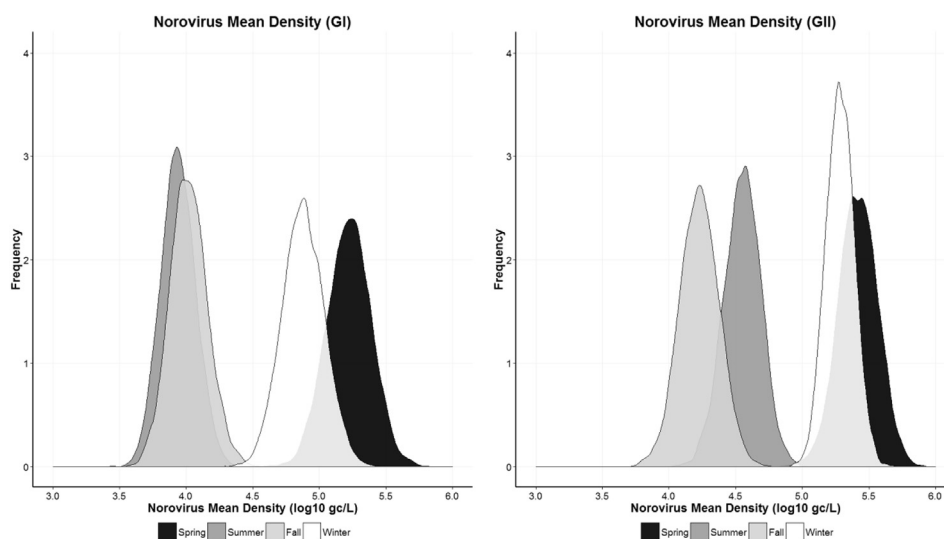 Norovirus Mean Density (GI)
4
3
2
1
0
Frequency
3.0 3.5 4.0 4.5 5.0 5.5 6.0
Norovirus Mean Density (log10 gc/L)
Spring Summer Fall Winter
Norovirus Mean Density (GII)
4
3
2
1
0
Frequency
3.0 3.5 4.0 4.5 5.0 5.5 6.0
Norovirus Mean Density (log10 gc/L)
Spring Summer Fall Winter